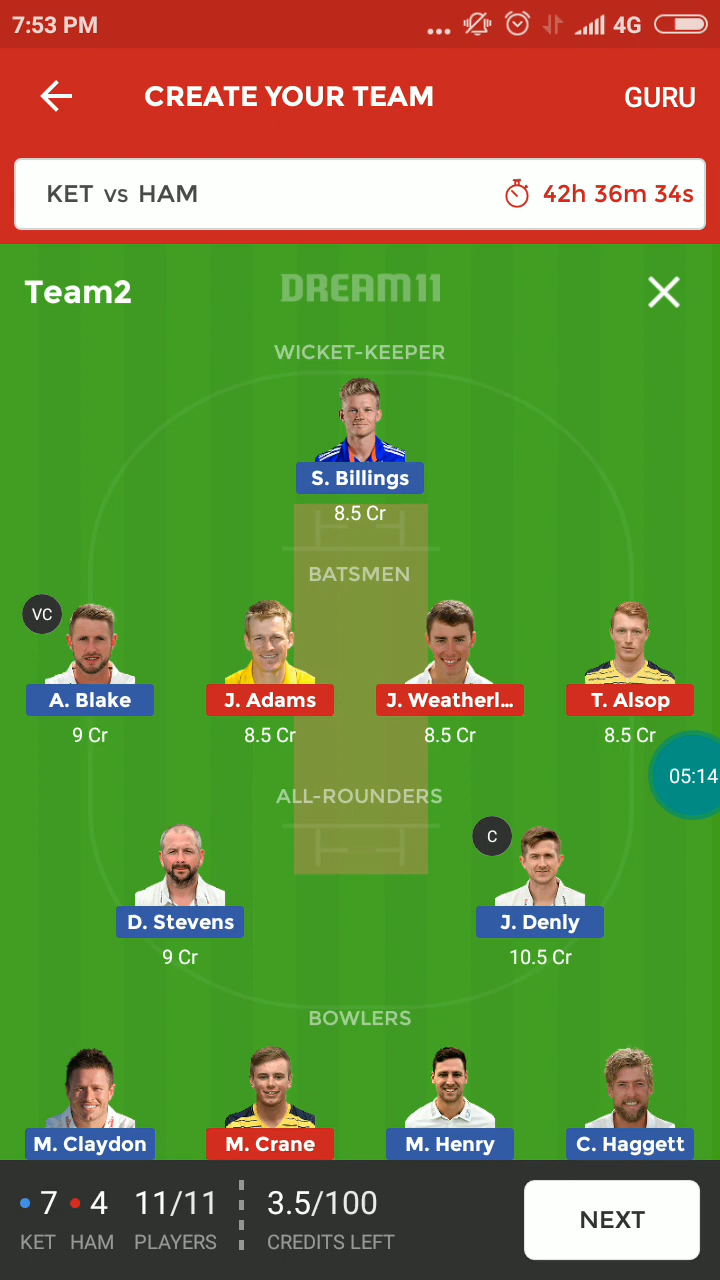 7:53 PM ... 4G
CREATE YOUR TEAM GURU
KET vs HAM 42h 36m 34s
Team2 DREAM11
WICKET-KEEPER
S. Billings
8.5 Cr
BATSMEN
VC
A. Blake J. Adams J. Weatherl... T. Alsop
9 Cr 8.5 Cr 8.5 Cr 8.5 Cr
05:14
ALL-ROUNDERS
C
D. Stevens J. Denly
9 Cr 10.5 Cr
BOWLERS
M. Claydon M. Crane M. Henry C. Haggett
7 4 11/11 3.5/100
KET HAM PLAYERS CREDITS LEFT
NEXT